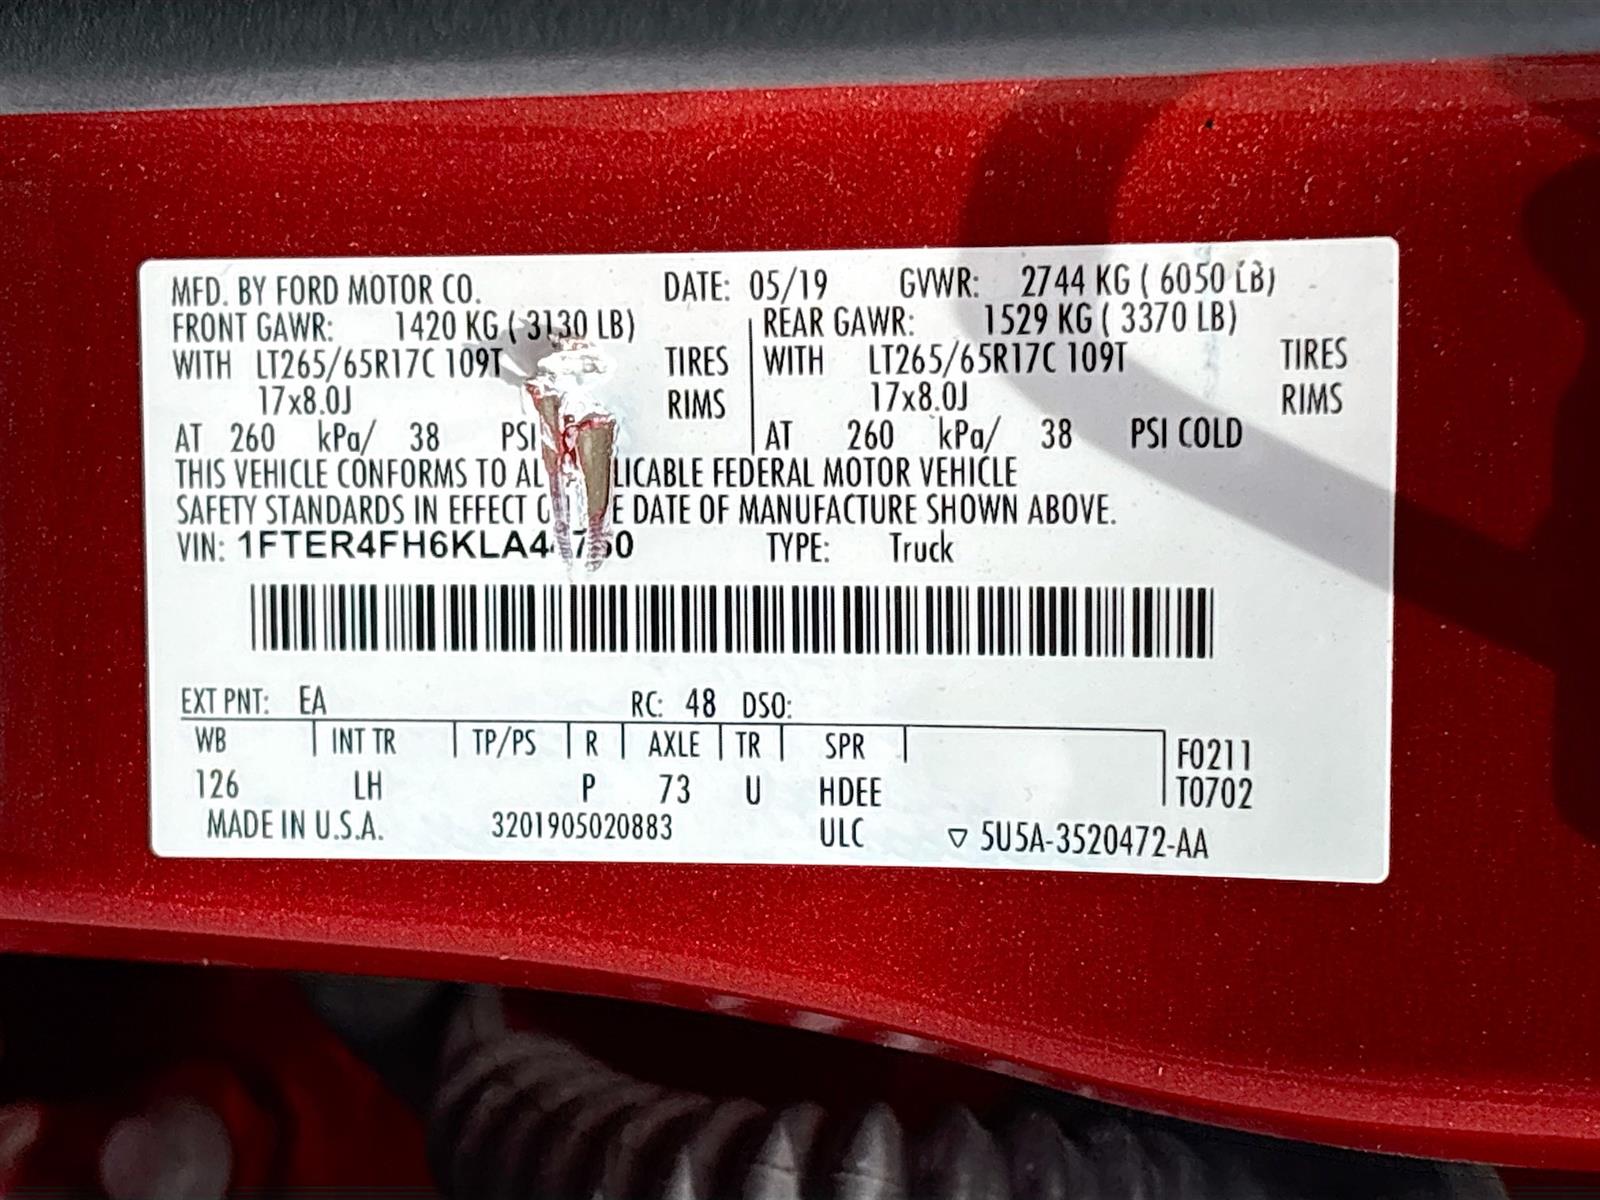 MFD. BY FORD MOTOR CO. DATE: 05/19 GVWR: 2744 KG ( 6050 LB)
FRONT GAWR: 1420 KG ( 3130 LB) REAR GAWR: 1529 KG ( 3370 LB)
WITH LT265/65R17C 109T TIRES WITH LT265/65R17C 109T TIRES
17x8.0J RIMS 17x8.0J RIMS
AT 260 kPa/ 38 PSI AT 260 kPa/ 38 PSI COLD
THIS VEHICLE CONFORMS TO FEDERAL MOTOR VEHICLE
SAFETY STANDARDS IN EFFECT DATE OF MANUFACTURE SHOWN ABOVE.
VIN: TYPE: Truck
EXT PNT: EA RC: 48 DSO:
WB INT TR TP/PS R AXLE TR SPR F0211
126 LH P 73 U HDEE T0702
MADE IN U.S.A. 3201905020883 ULC ▽ 5U5A-3520472-AA